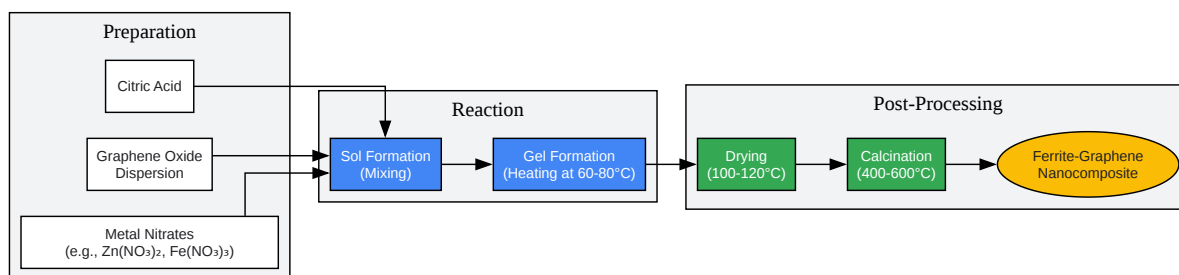 Preparation
Citric Acid
Graphene Oxide
Dispersion
Metal Nitrates
(e.g., Zn(NO₃)₂, Fe(NO₃)₃)
Reaction
Sol Formation
(Mixing)
Gel Formation
(Heating at 60-80°C)
Post-Processing
Drying
(100-120°C)
Calcination
(400-600°C)
Ferrite-Graphene
Nanocomposite